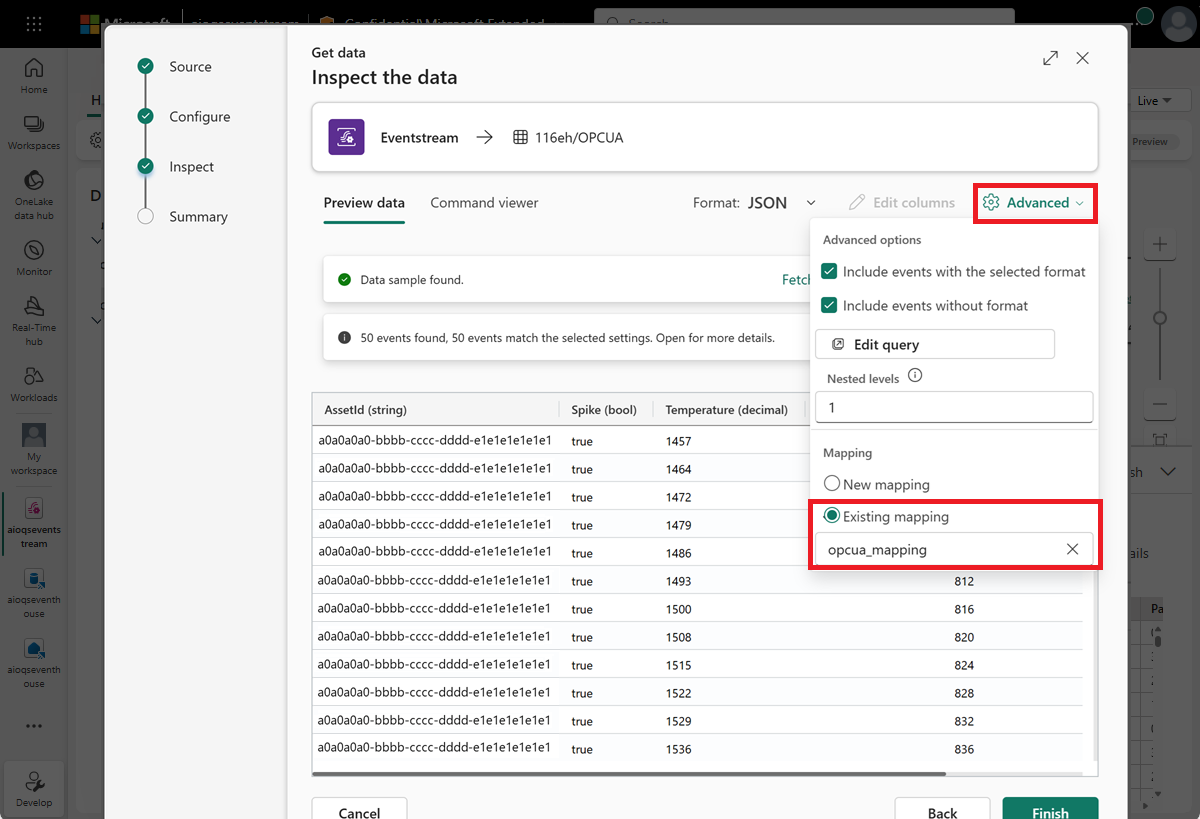 Microsoft aioqseventstream Confidential\Microsoft Extended Search
Home
Workspaces
OneLake
data hub
Monitor
Real-Time
hub
Workloads
My
workspace
aioqsevents
tream
aioqseventh
ouse
aioqseventh
ouse
Develop
Source
Configure
Inspect
Summary
Get data
Inspect the data
Eventstream → 116eh/OPCUA
Preview data Command viewer Format: JSON Edit columns Advanced
Data sample found. Fetch
50 events found, 50 events match the selected settings. Open for more details.
Advanced options
Include events with the selected format
Include events without format
Edit query
Nested levels
1
Mapping
New mapping
Existing mapping
opcua_mapping
AssetId (string) Spike (bool) Temperature (decimal)
a0a0a0a0-bbbb-cccc-dddd-e1e1e1e1e1e1 true 1457
a0a0a0a0-bbbb-cccc-dddd-e1e1e1e1e1e1 true 1464
a0a0a0a0-bbbb-cccc-dddd-e1e1e1e1e1e1 true 1472
a0a0a0a0-bbbb-cccc-dddd-e1e1e1e1e1e1 true 1479
a0a0a0a0-bbbb-cccc-dddd-e1e1e1e1e1e1 true 1486
a0a0a0a0-bbbb-cccc-dddd-e1e1e1e1e1e1 true 1493 812
a0a0a0a0-bbbb-cccc-dddd-e1e1e1e1e1e1 true 1500 816
a0a0a0a0-bbbb-cccc-dddd-e1e1e1e1e1e1 true 1508 820
a0a0a0a0-bbbb-cccc-dddd-e1e1e1e1e1e1 true 1515 824
a0a0a0a0-bbbb-cccc-dddd-e1e1e1e1e1e1 true 1522 828
a0a0a0a0-bbbb-cccc-dddd-e1e1e1e1e1e1 true 1529 832
a0a0a0a0-bbbb-cccc-dddd-e1e1e1e1e1e1 true 1536 836
Cancel Back Finish
Live
Preview